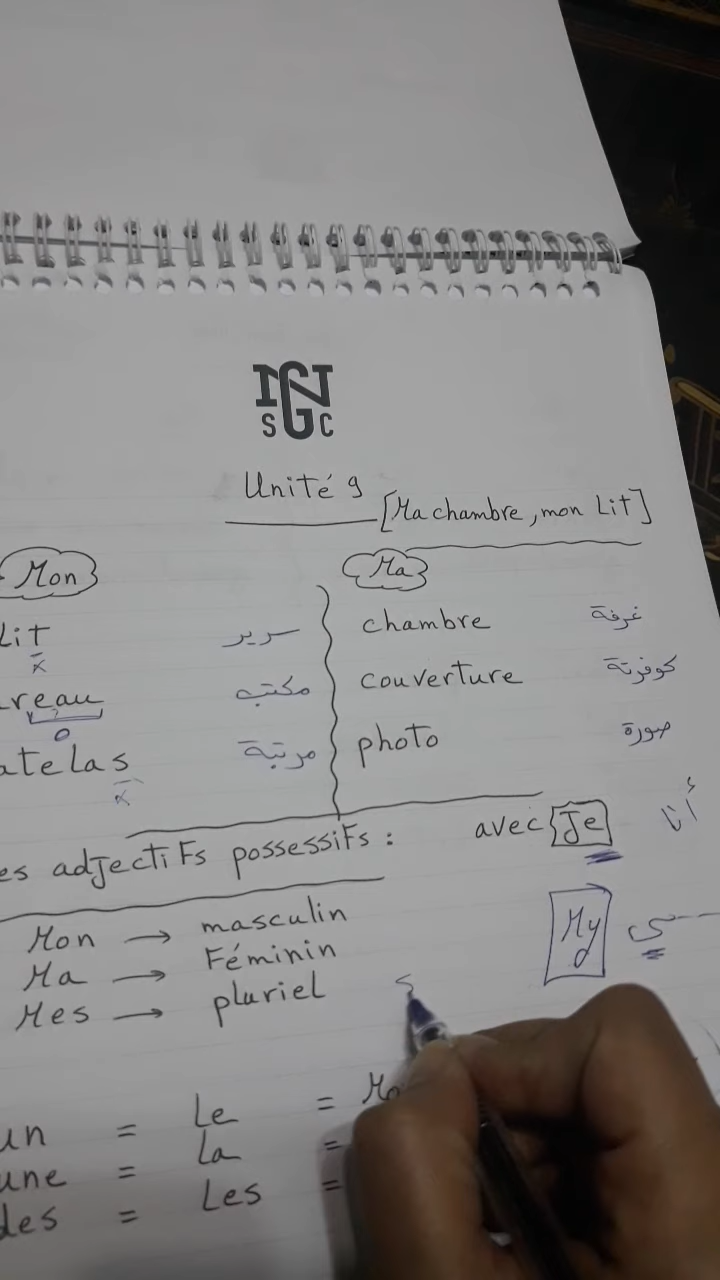 INGT
S C
Unité 9
[Ma chambre, mon Lit]
Mon
Ma
Lit سرير
chambre غرفة
x
reau مكتب
couverture كوفرتة
o
atelas مرتبة
photo صورة
x
es adjectifs possessifs : avec Je أنا
Mon → masculin
My ي
Ma → Féminin
Mes → pluriel
un = Le = Mo
une = la =
des = Les =